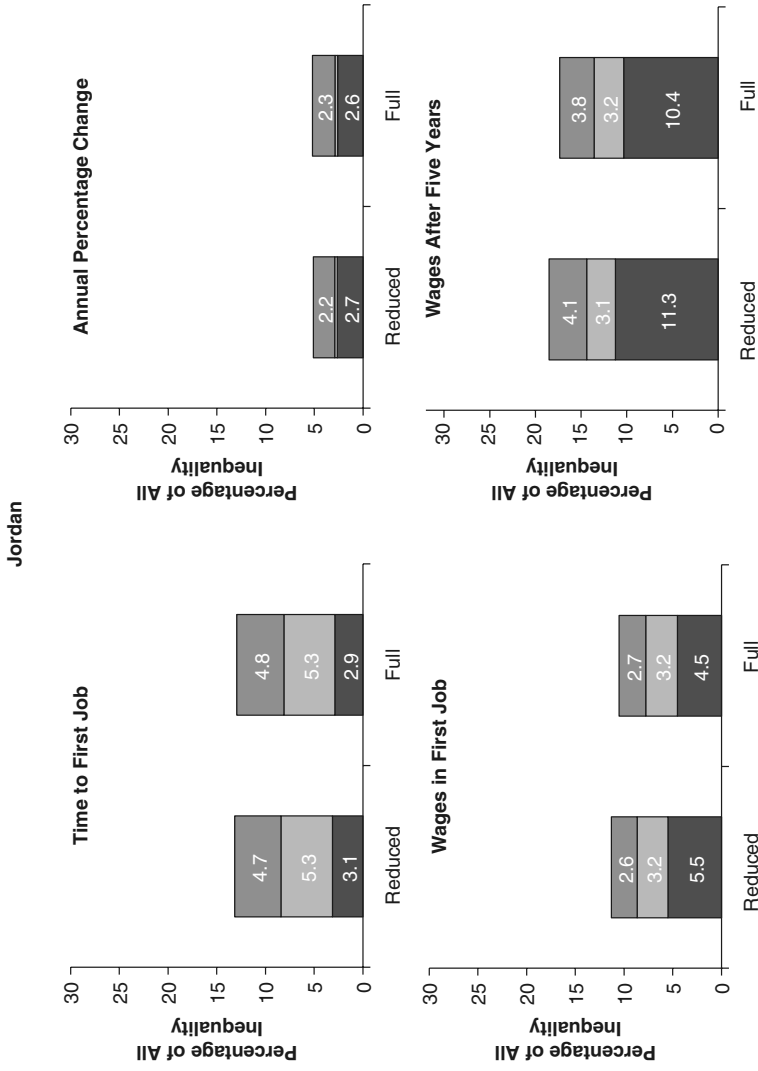 Jordan
Time to First Job
Percentage of All
Inequality
30
25
20
15
10
5
0
4.7
5.3
3.1
4.8
5.3
2.9
Reduced
Full
Annual Percentage Change
Percentage of All
Inequality
30
25
20
15
10
5
0
2.2
2.7
2.3
2.6
Reduced
Full
Wages in First Job
Percentage of All
Inequality
30
25
20
15
10
5
0
2.6
3.2
5.5
2.7
3.2
4.5
Reduced
Full
Wages After Five Years
Percentage of All
Inequality
30
25
20
15
10
5
0
4.1
3.1
11.3
3.8
3.2
10.4
Reduced
Full